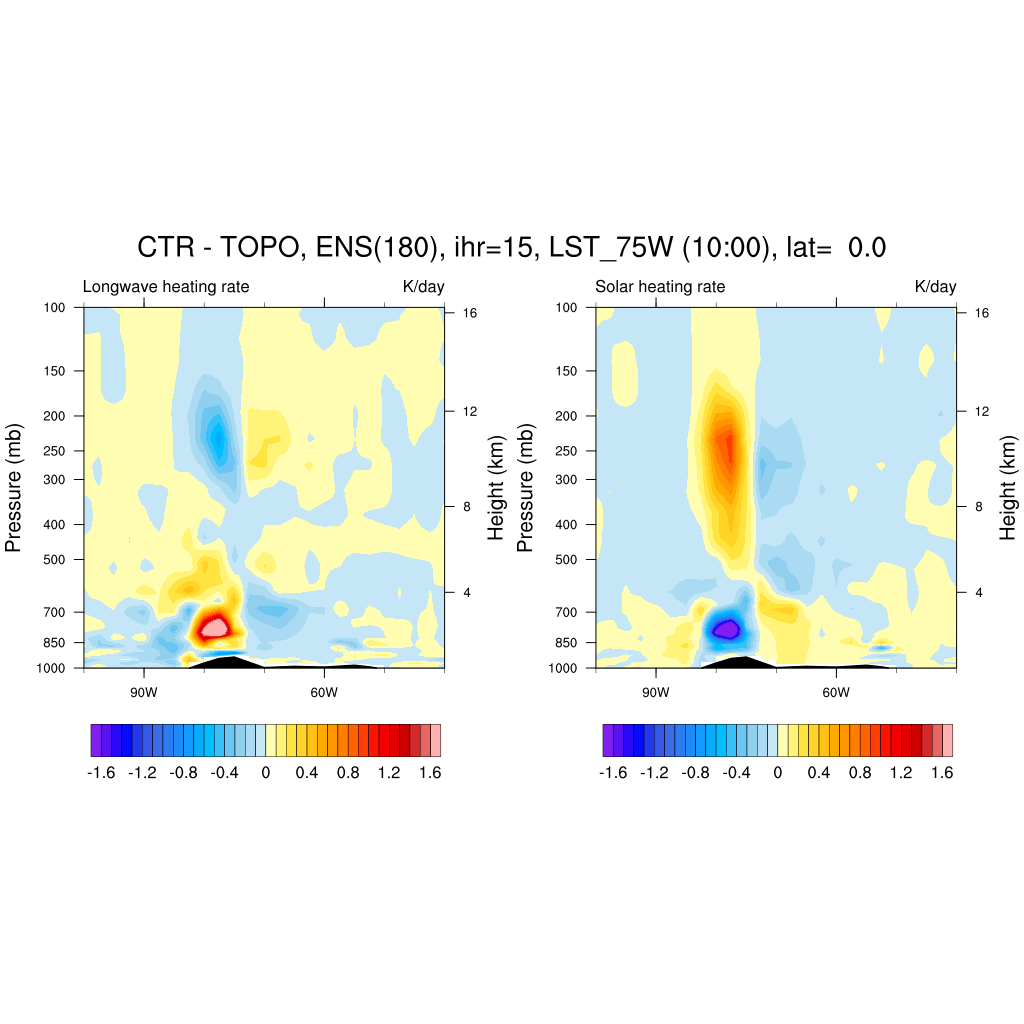 CTR - TOPO, ENS(180), ihr=15, LST_75W (10:00), lat= 0.0
Longwave heating rate K/day
Pressure (mb)
100
150
200
250
300
400
500
700
850
1000
16
12
8
4
Height (km)
90W 60W
-1.6 -1.2 -0.8 -0.4 0 0.4 0.8 1.2 1.6
Solar heating rate K/day
Pressure (mb)
100
150
200
250
300
400
500
700
850
1000
16
12
8
4
Height (km)
90W 60W
-1.6 -1.2 -0.8 -0.4 0 0.4 0.8 1.2 1.6